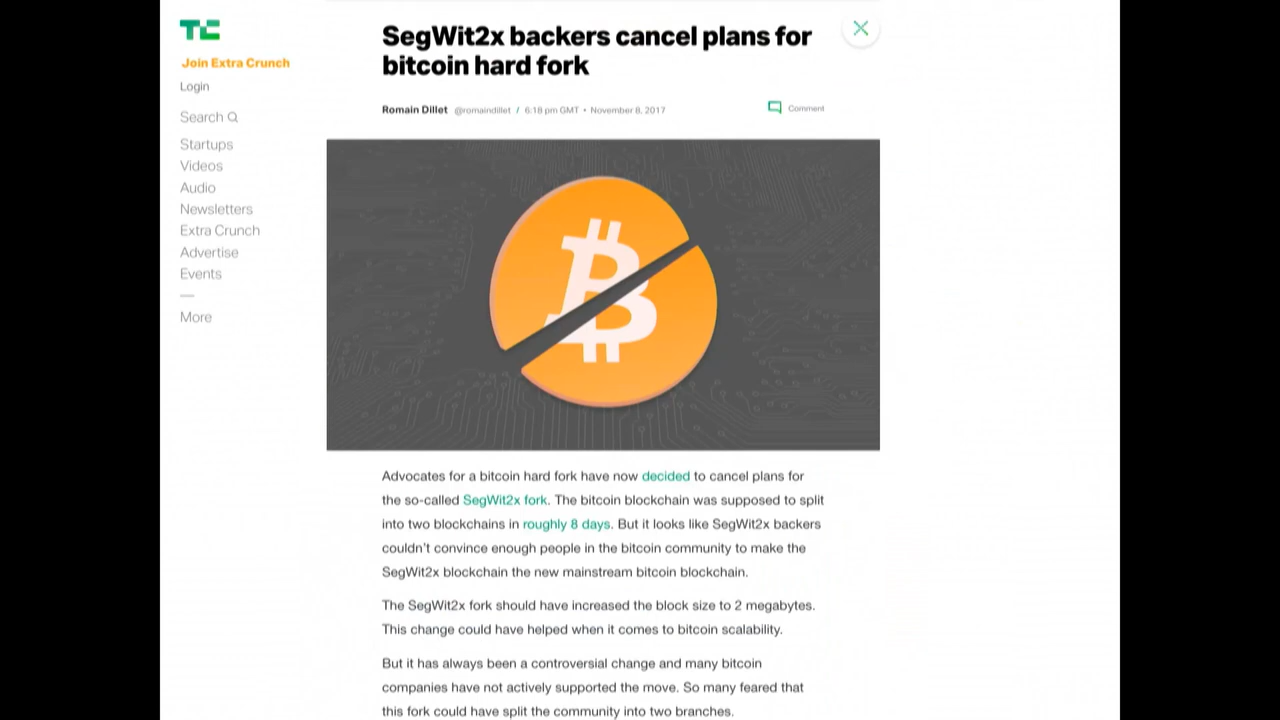 TC
Join Extra Crunch
Login
Search
Startups
Videos
Audio
Newsletters
Extra Crunch
Advertise
Events
—
More
SegWit2x backers cancel plans for
bitcoin hard fork
Romain Dillet @romaindillet / 6:18 pm GMT • November 8, 2017
Comment
Advocates for a bitcoin hard fork have now decided to cancel plans for
the so-called SegWit2x fork. The bitcoin blockchain was supposed to split
into two blockchains in roughly 8 days. But it looks like SegWit2x backers
couldn't convince enough people in the bitcoin community to make the
SegWit2x blockchain the new mainstream bitcoin blockchain.
The SegWit2x fork should have increased the block size to 2 megabytes.
This change could have helped when it comes to bitcoin scalability.
But it has always been a controversial change and many bitcoin
companies have not actively supported the move. So many feared that
this fork could have split the community into two branches.